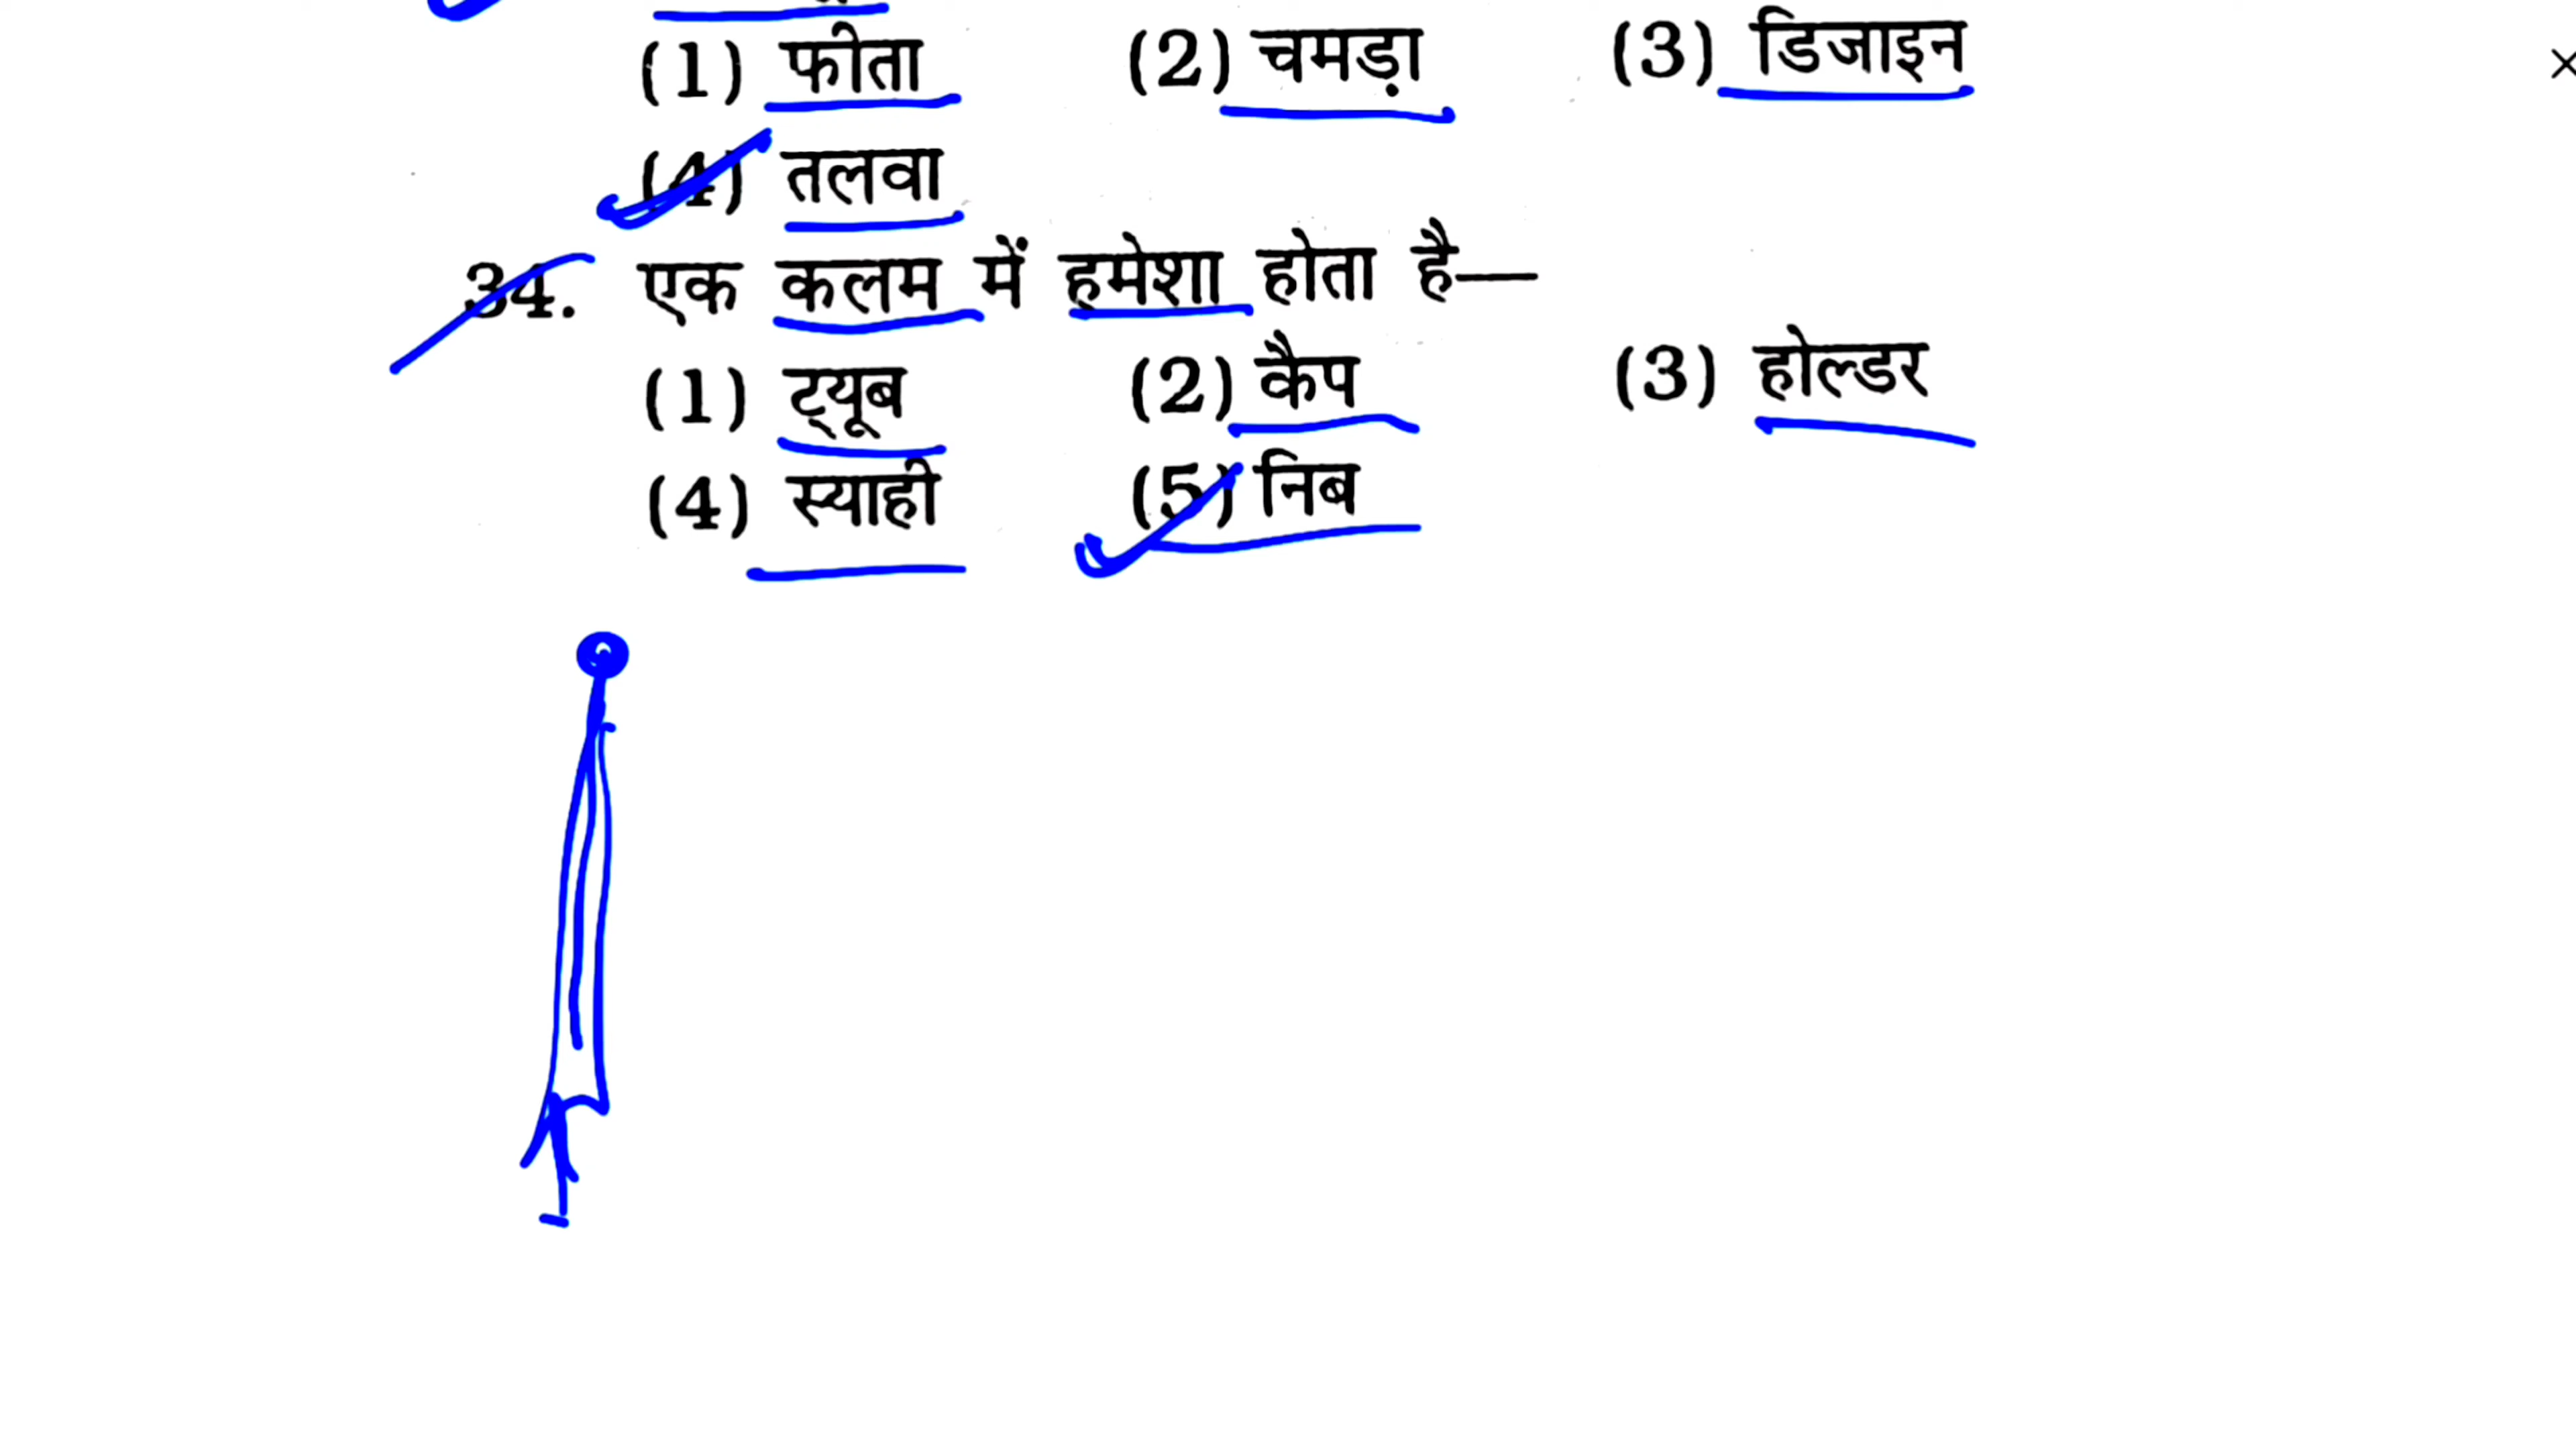 (1) फीता (2) चमड़ा (3) डिजाइन
(4) तलवा
34. एक कलम में हमेशा होता है—
(1) ट्यूब (2) कैप (3) होल्डर
(4) स्याही (5) निब